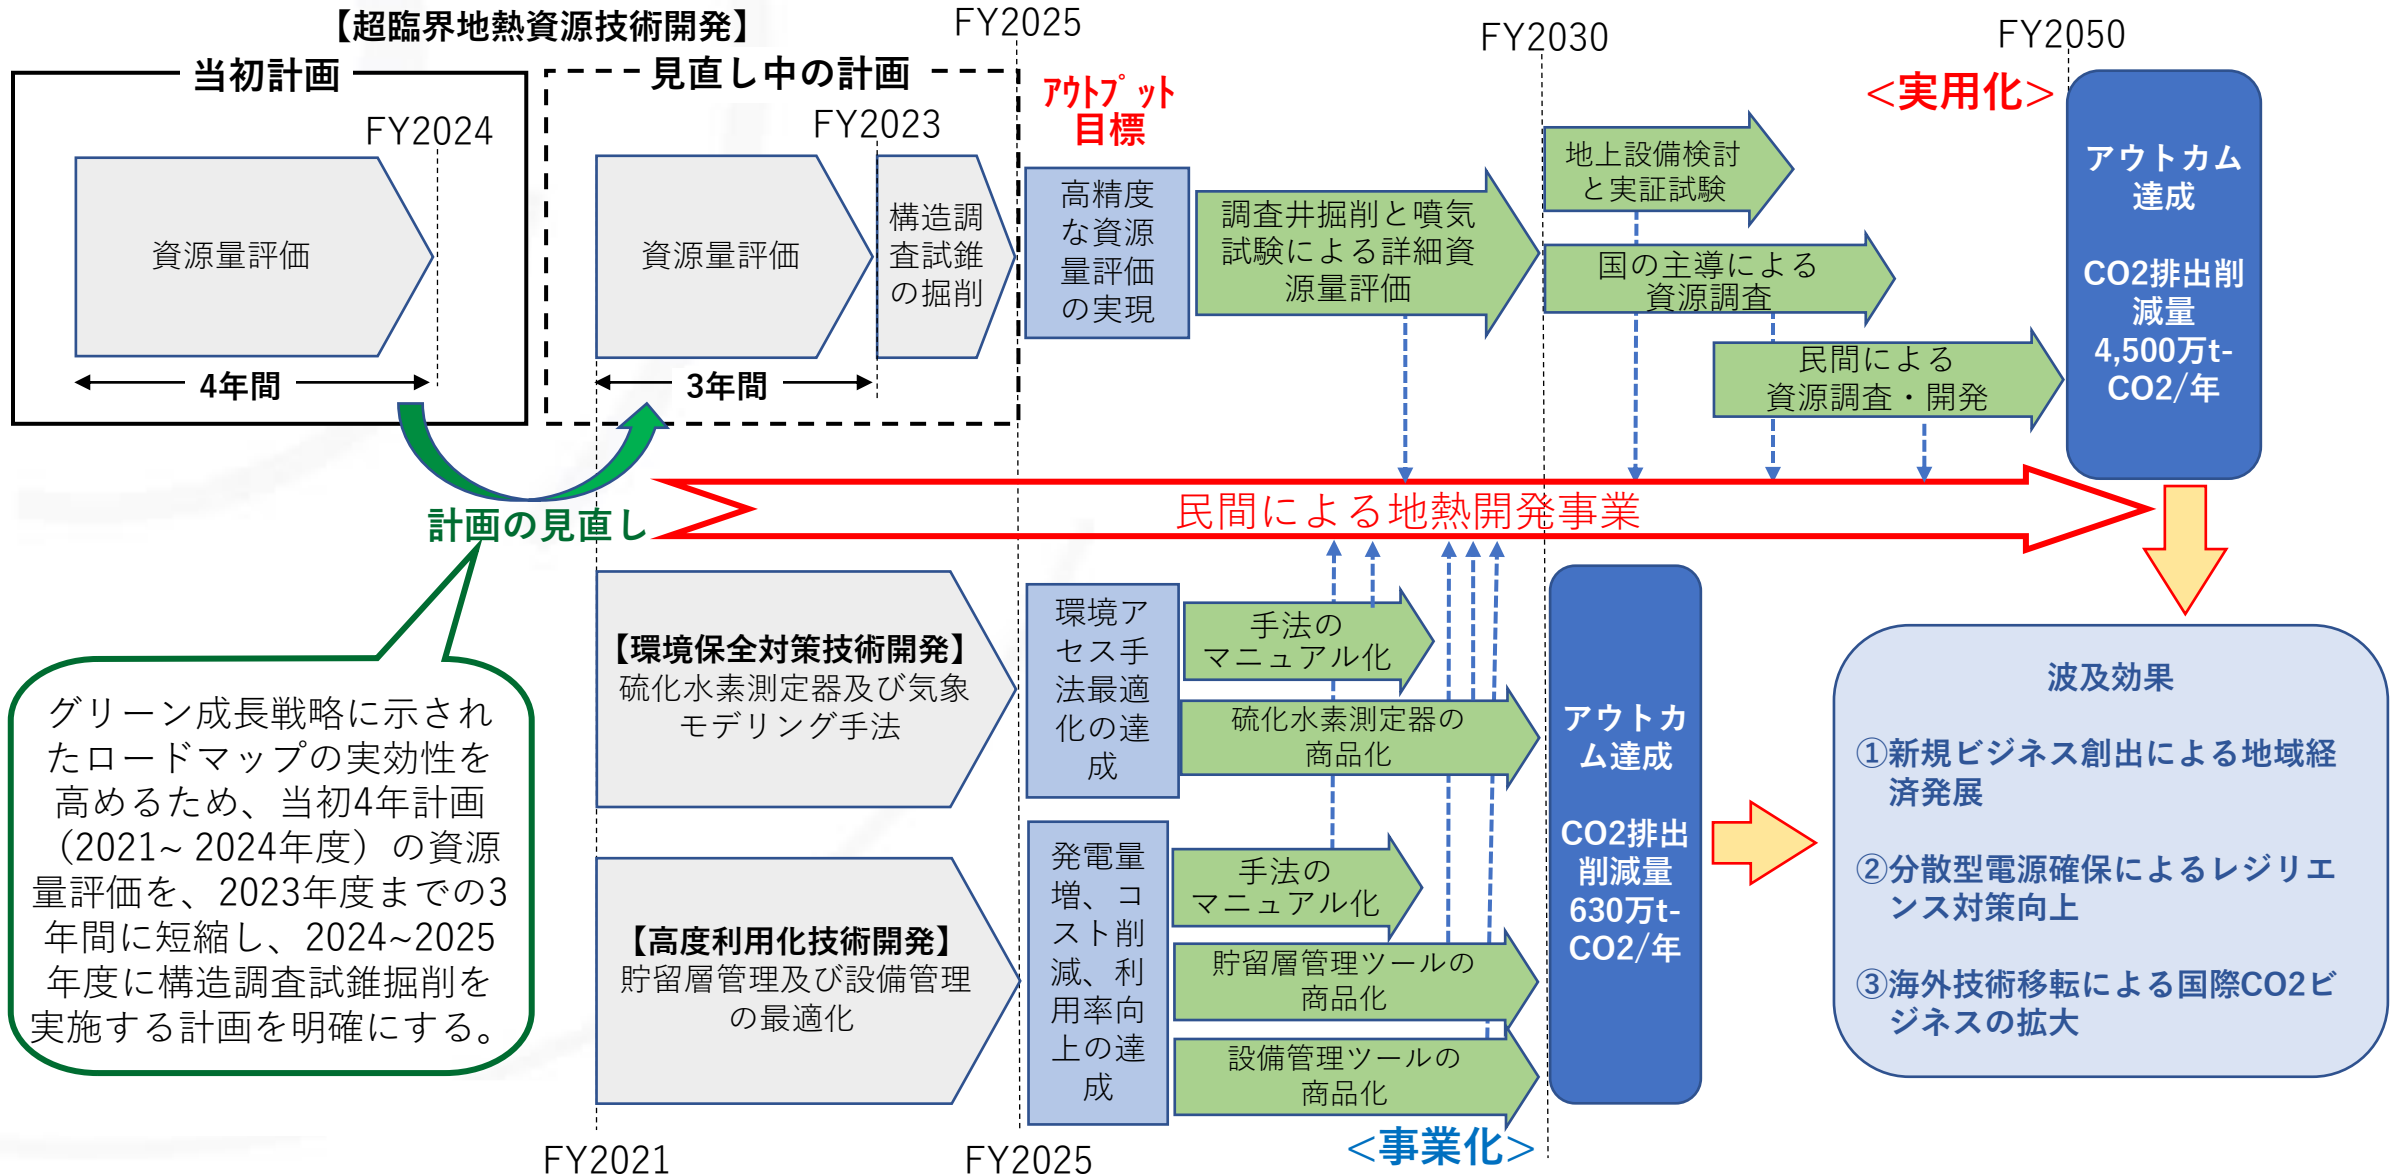 【超臨界地熱資源技術開発】
FY2025
FY2030
FY2050
当初計画
FY2024
資源量評価
4年間
見直し中の計画
FY2023
資源量評価
構造調
査試錐
の掘削
3年間
ｱｳﾄﾌﾟｯﾄ
目標
高精度
な資源
量評価
の実現
調査井掘削と噴気
試験による詳細資
源量評価
地上設備検討
と実証試験
国の主導による
資源調査
民間による
資源調査・開発
<実用化>
アウトカム
達成
CO2排出削
減量
4,500万t-
CO2/年
計画の見直し
民間による地熱開発事業
グリーン成長戦略に示され
たロードマップの実効性を
高めるため、当初4年計画
（2021~ 2024年度）の資源
量評価を、2023年度までの3
年間に短縮し、2024~2025
年度に構造調査試錐掘削を
実施する計画を明確にする。
【環境保全対策技術開発】
硫化水素測定器及び気象
モデリング手法
環境ア
セス手
法最適
化の達
成
手法の
マニュアル化
硫化水素測定器の
商品化
【高度利用化技術開発】
貯留層管理及び設備管理
の最適化
発電量
増、コ
スト削
減、利
用率向
上の達
成
手法の
マニュアル化
貯留層管理ツールの
商品化
設備管理ツールの
商品化
アウトカ
ム達成
CO2排出
削減量
630万t-
CO2/年
波及効果
①新規ビジネス創出による地域経
済発展
②分散型電源確保によるレジリエ
ンス対策向上
③海外技術移転による国際CO2ビ
ジネスの拡大
<事業化>
FY2021
FY2025